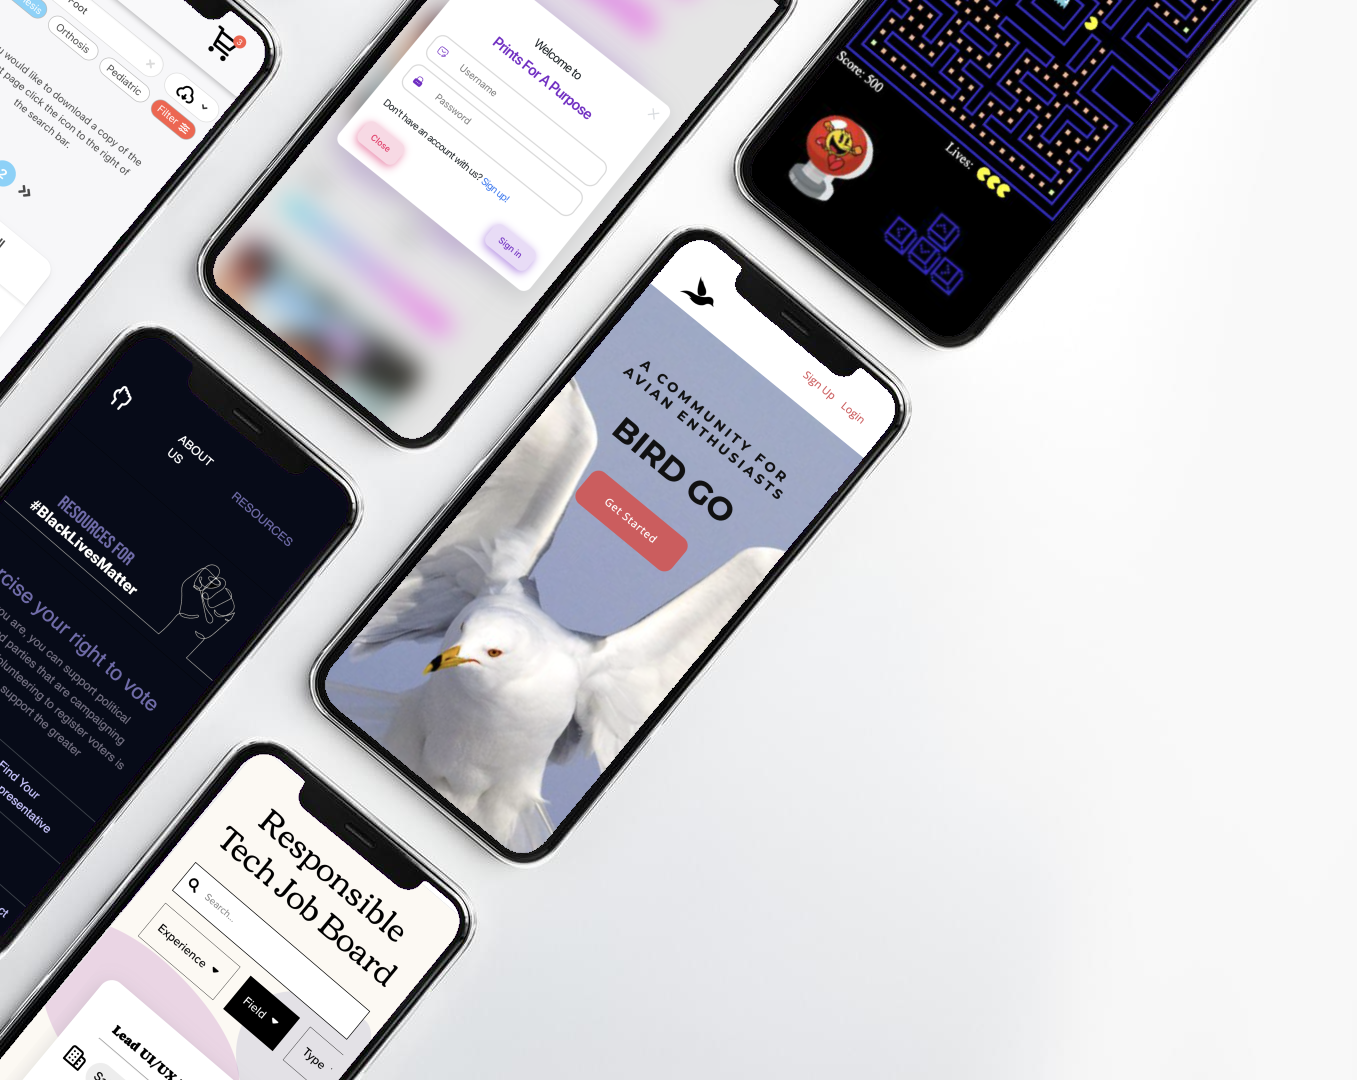 Foot
Orthosis
Pediatric
3
Filter
would like to download a copy of the
page click the icon to the right of
the search bar.
2
»
Welcome to
Prints For A Purpose
Username
Password
Don't have an account with us? Sign up!
Close
Sign in
Score: 500
Lives:
ABOUT
US
RESOURCES
RESOURCES FOR
#BlackLivesMatter
your right to vote
you are, you can support political
parties that are campaigning
to register voters is
support the greater
Find Your
Sign Up Login
A COMMUNITY FOR
AVIAN ENTHUSIASTS
BIRD GO
Get Started
Responsible
Tech Job Board
Search...
Experience
Field
Type
Lead UI/UX